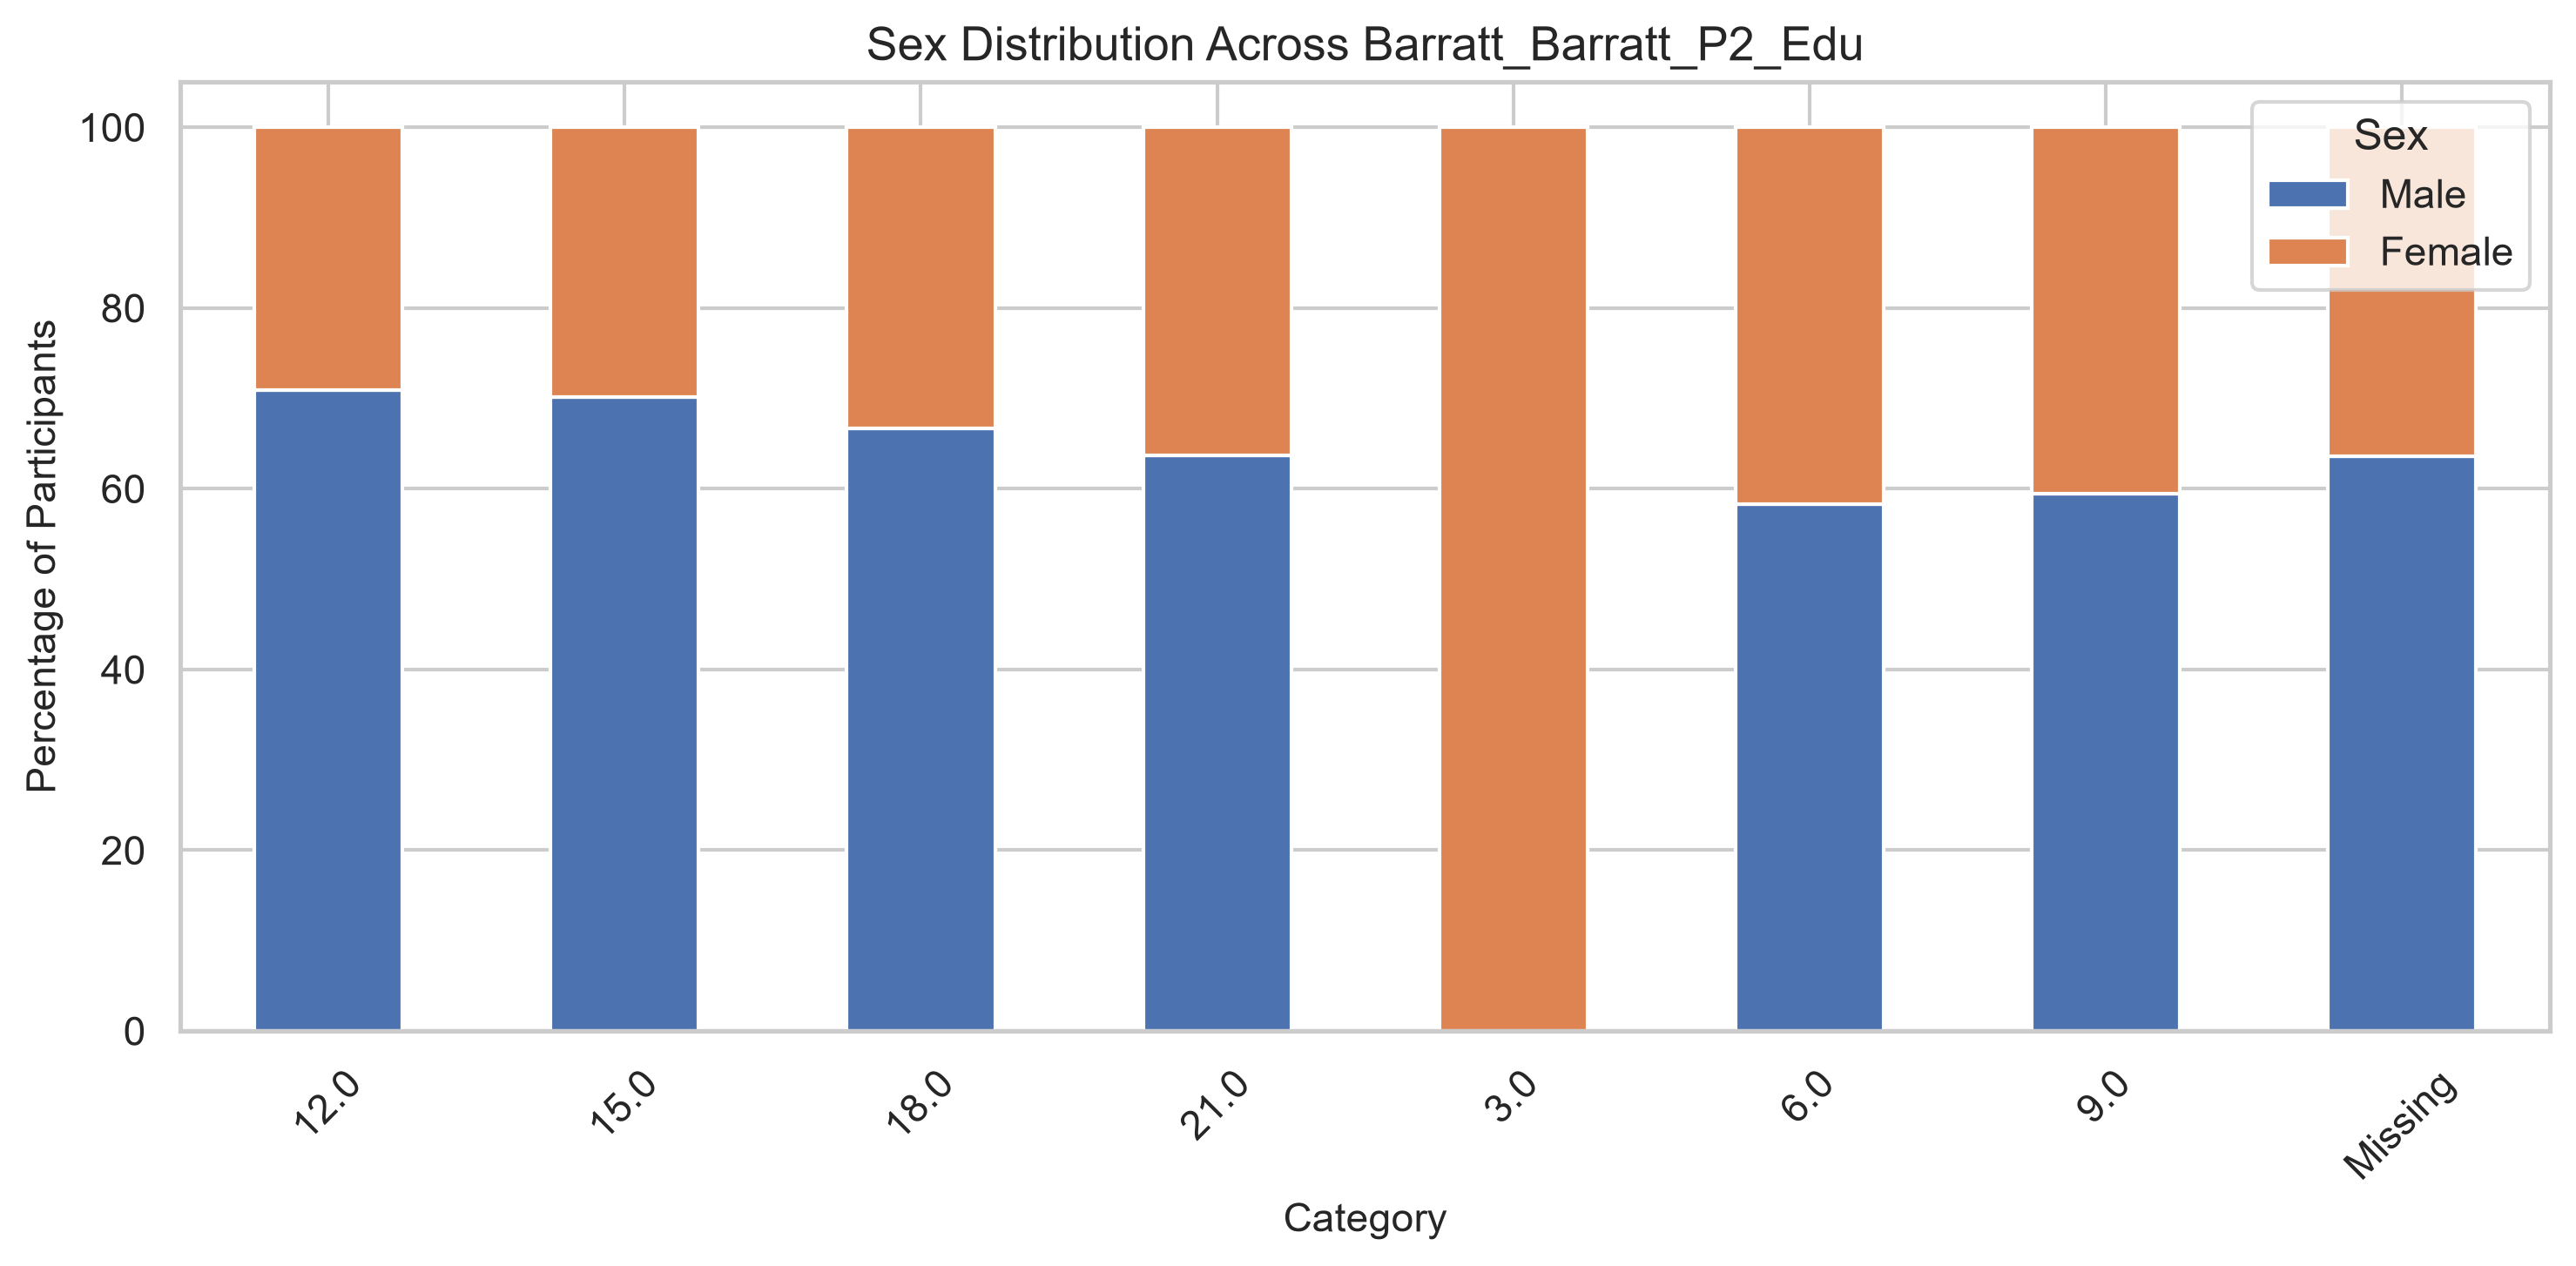 Sex Distribution Across Barratt_Barratt_P2_Edu
Percentage of Participants
100
80
60
40
20
0
Sex
Male
Female
12.0
15.0
18.0
21.0
3.0
6.0
9.0
Missing
Category